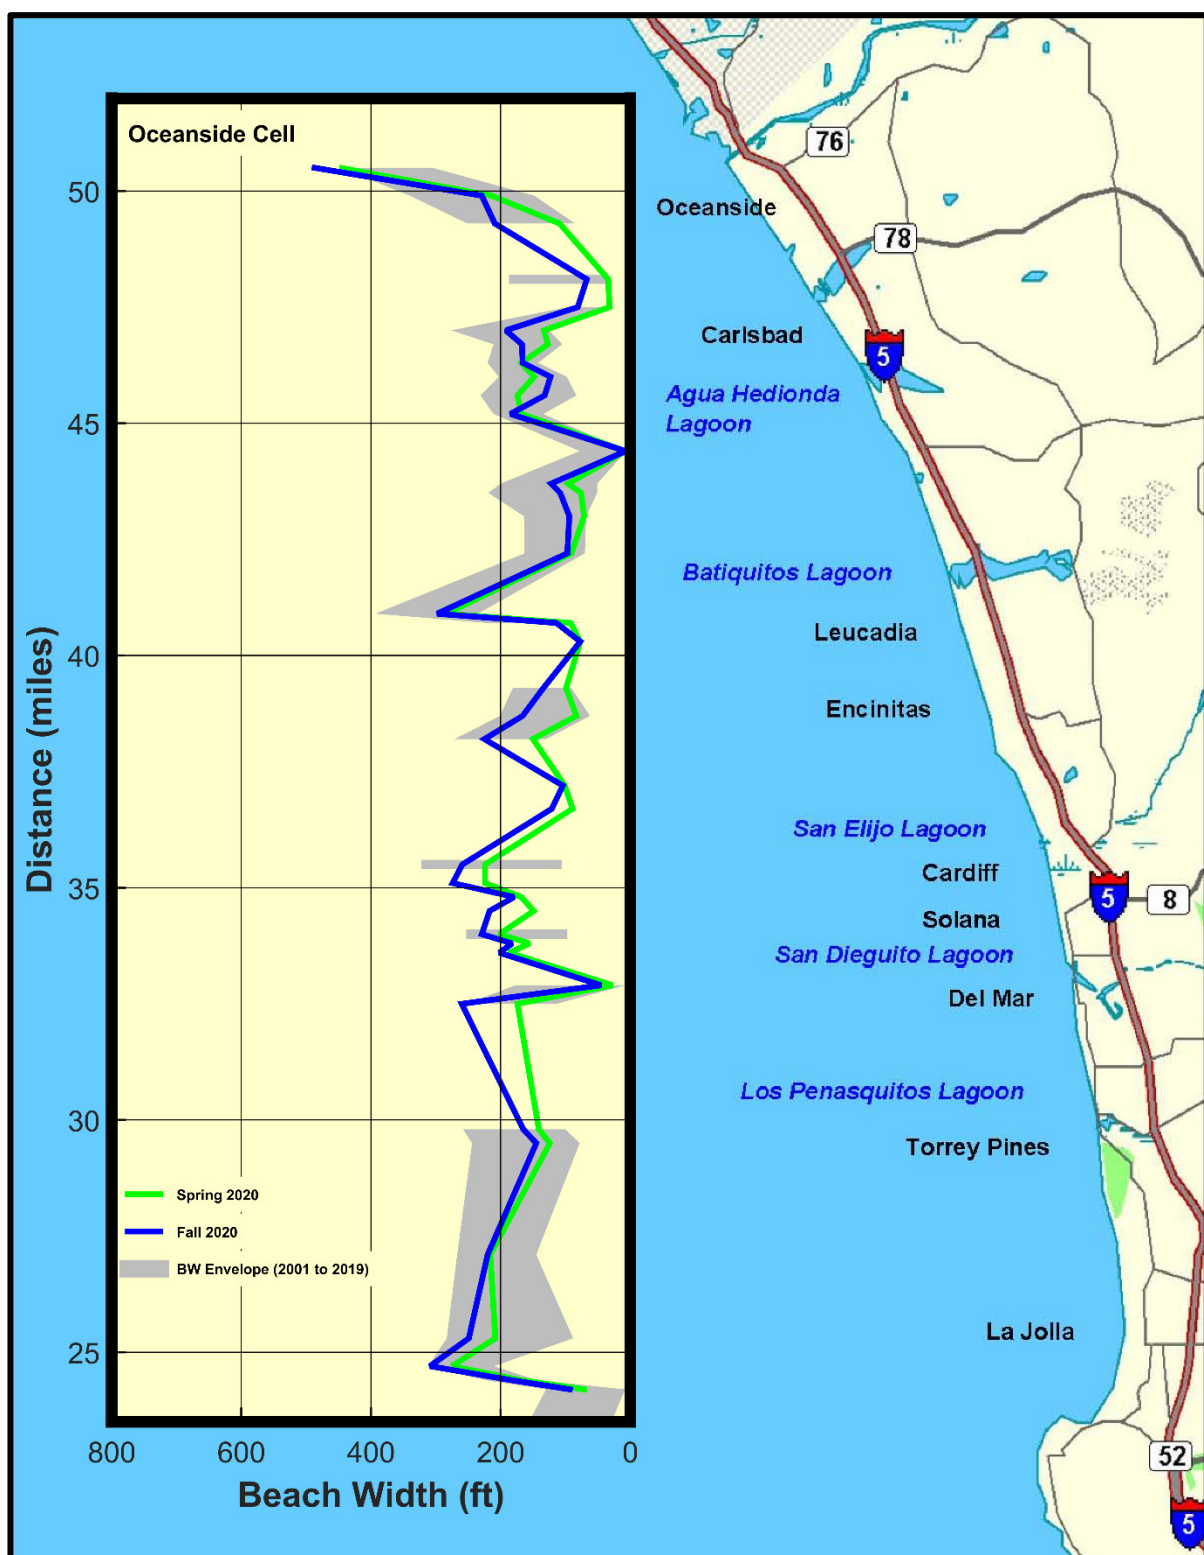 Oceanside Cell
50
45
40
35
30
25
Distance (miles)
Spring 2020
Fall 2020
BW Envelope (2001 to 2019)
800
600
400
200
0
Beach Width (ft)
76
Oceanside
78
Carlsbad
5
Agua Hedionda
Lagoon
Batiquitos Lagoon
Leucadia
Encinitas
San Elijo Lagoon
Cardiff
5
8
Solana
San Dieguito Lagoon
Del Mar
Los Penasquitos Lagoon
Torrey Pines
La Jolla
52
5